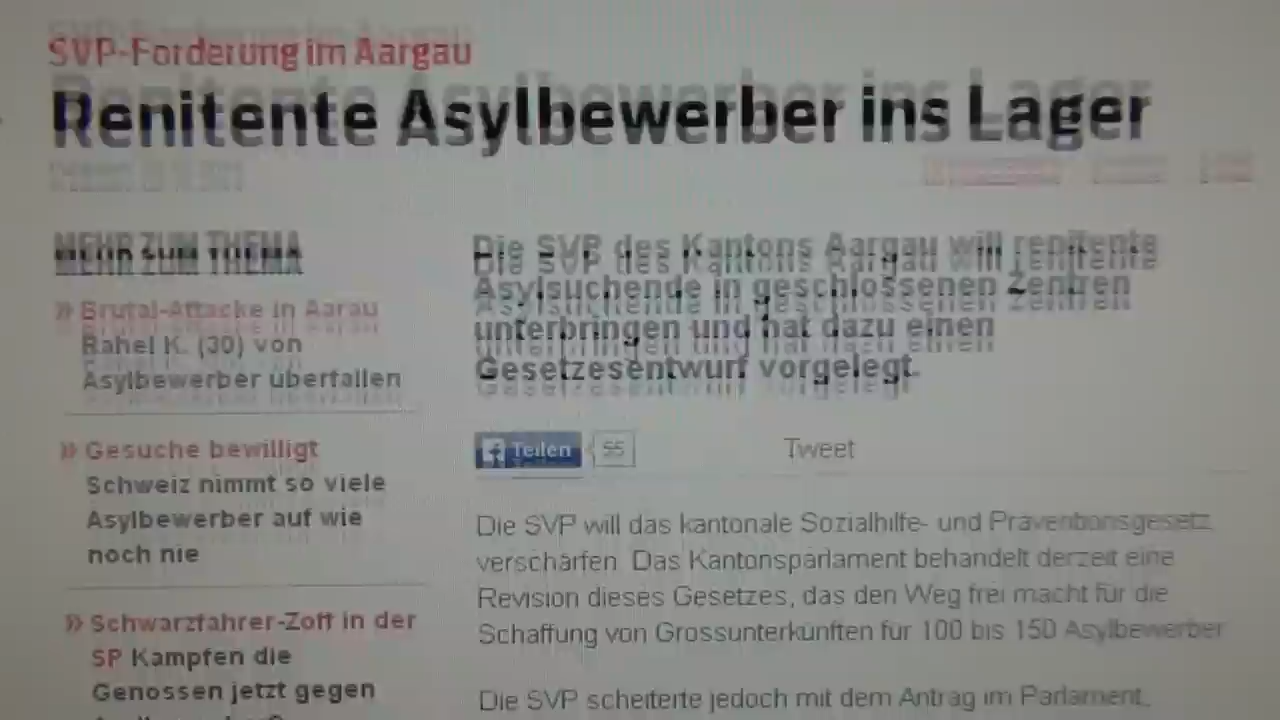 SVP-Forderung im Aargau
Renitente Asylbewerber ins Lager
MEHR ZUM THEMA
» Brutal-Attacke in Aarau
Rahel K. (30) von
Asylbewerber überfallen
» Gesuche bewilligt
Schweiz nimmt so viele
Asylbewerber auf wie
noch nie
» Schwarzfahrer-Zoff in der
SP Kämpfen die
Genossen jetzt gegen
Die SVP des Kantons Aargau will renitente
Asylsuchende in geschlossenen Zentren
unterbringen und hat dazu einen
Gesetzesentwurf vorgelegt.
Teilen 55 Tweet
Die SVP will das kantonale Sozialhilfe- und Präventionsgesetz
verschärfen. Das Kantonsparlament behandelt derzeit eine
Revision dieses Gesetzes, das den Weg frei macht für die
Schaffung von Grossunterkünften für 100 bis 150 Asylbewerber
Die SVP scheiterte jedoch mit dem Antrag im Parlament,